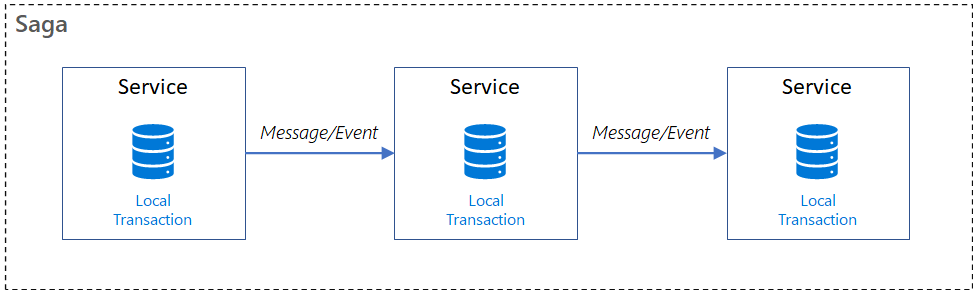 Saga
Service
Local
Transaction
Message/Event
Service
Local
Transaction
Message/Event
Service
Local
Transaction